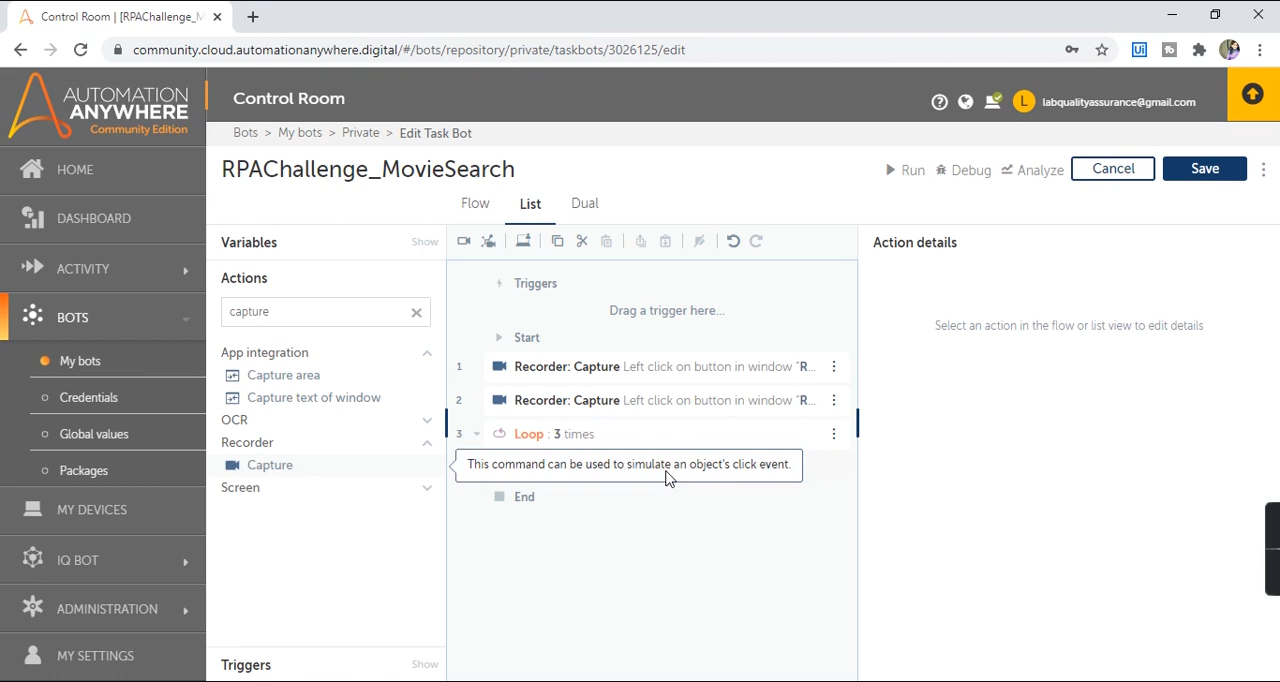 Control Room | [RPAChallenge_M
community.cloud.automationanywhere.digital/#/bots/repository/private/taskbots/3026125/edit
Ui
AUTOMATION
ANYWHERE
Community Edition
Control Room
L labqualityassurance@gmail.com
Bots > My bots > Private > Edit Task Bot
HOME
DASHBOARD
ACTIVITY
BOTS
My bots
Credentials
Global values
Packages
MY DEVICES
IQ BOT
ADMINISTRATION
MY SETTINGS
RPAChallenge_MovieSearch
Run Debug Analyze Cancel Save
Flow List Dual
Variables Show
Actions
capture
App integration
Capture area
Capture text of window
OCR
Recorder
Capture
Screen
Triggers Show
Triggers
Drag a trigger here...
Start
1 Recorder: Capture Left click on button in window "R...
2 Recorder: Capture Left click on button in window "R...
3 Loop : 3 times
This command can be used to simulate an object's click event.
End
Action details
Select an action in the flow or list view to edit details